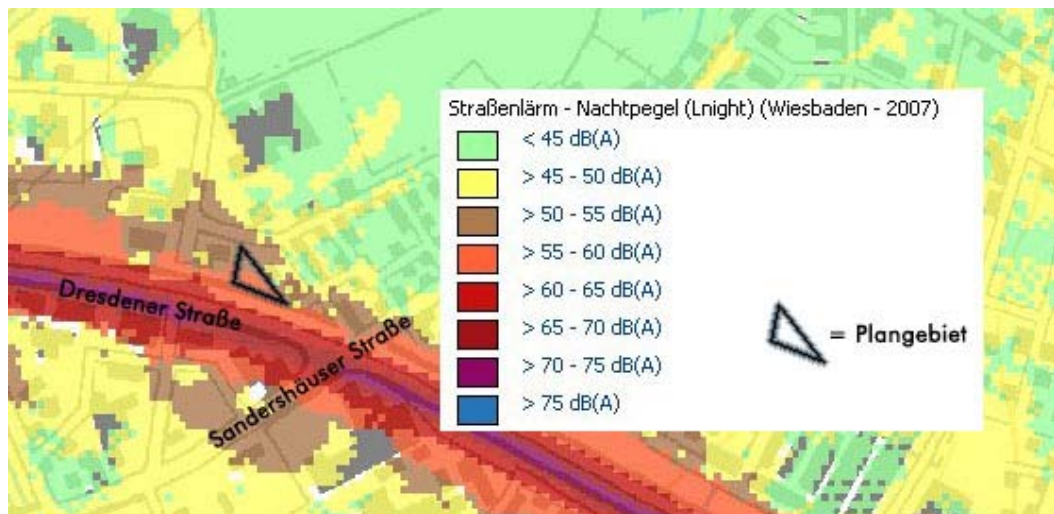 Straßenlärm - Nachtpegel (Lnight) (Wiesbaden - 2007)
< 45 dB(A)
> 45 - 50 dB(A)
> 50 - 55 dB(A)
> 55 - 60 dB(A)
> 60 - 65 dB(A)
> 65 - 70 dB(A)
> 70 - 75 dB(A)
> 75 dB(A)
= Plangebiet
Dresdener Straße
Sandershäuser Straße